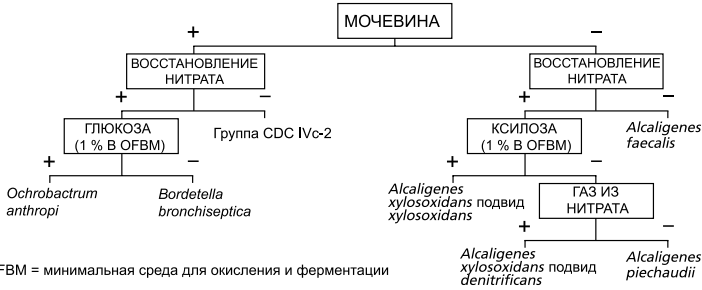 МОЧЕВИНА
+
−
ВОССТАНОВЛЕНИЕ
НИТРАТА
ВОССТАНОВЛЕНИЕ
НИТРАТА
+
−
+
−
ГЛЮКОЗА
(1 % В OFBM)
Группа CDC IVc-2
КСИЛОЗА
(1 % В OFBM)
Alcaligenes
faecalis
+
−
+
−
Ochrobactrum
anthropi
Bordetella
bronchiseptica
Alcaligenes
xylosoxidans подвид
xylosoxidans
ГАЗ ИЗ
НИТРАТА
+
−
Alcaligenes
xylosoxidans подвид
denitrificans
Alcaligenes
piechaudii
FBM = минимальная среда для окисления и ферментации